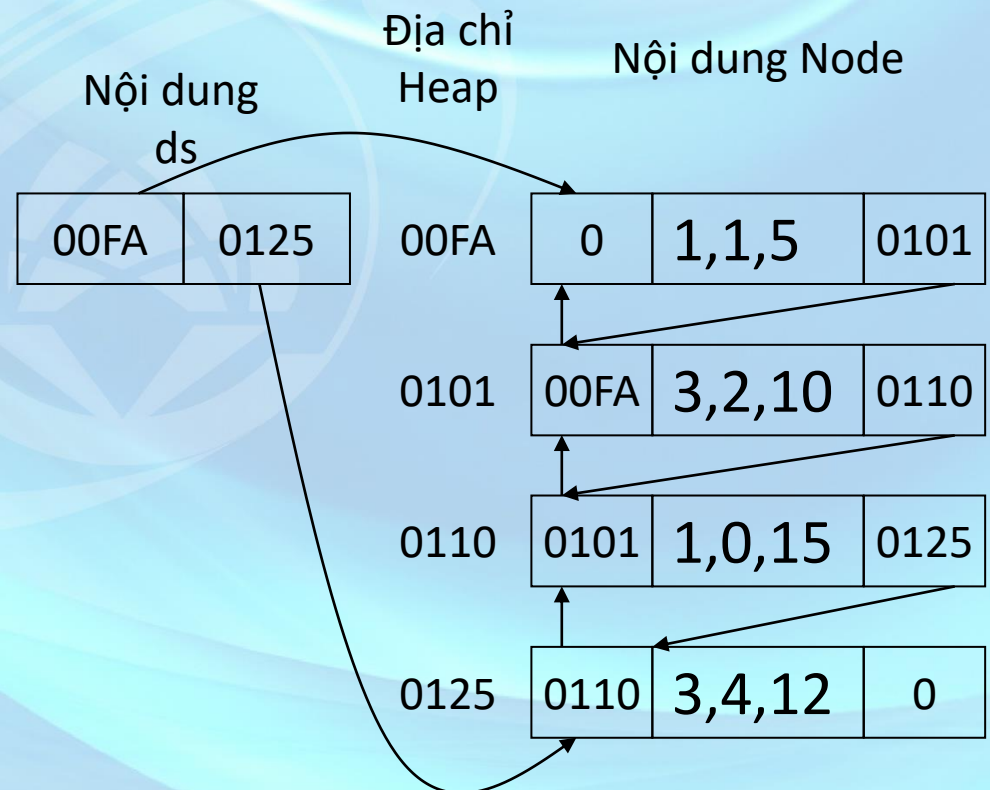 Địa chỉ
Heap
Nội dung Node
Nội dung
ds
00FA 0125 00FA 0 1,1,5 0101
0101 00FA 3,2,10 0110
0110 0101 1,0,15 0125
0125 0110 3,4,12 0